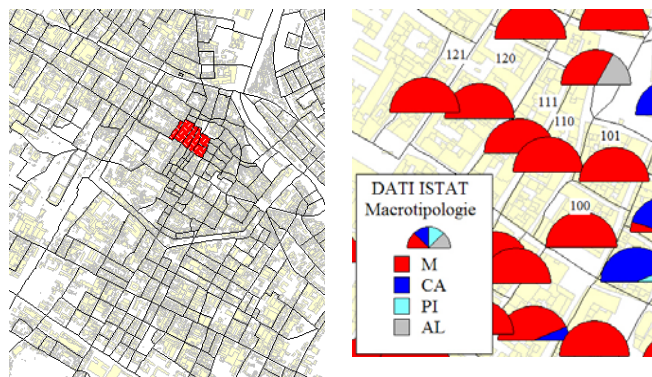 121
120
111
110
101
100
DATI ISTAT
Macrotipologie
M
CA
PI
AL